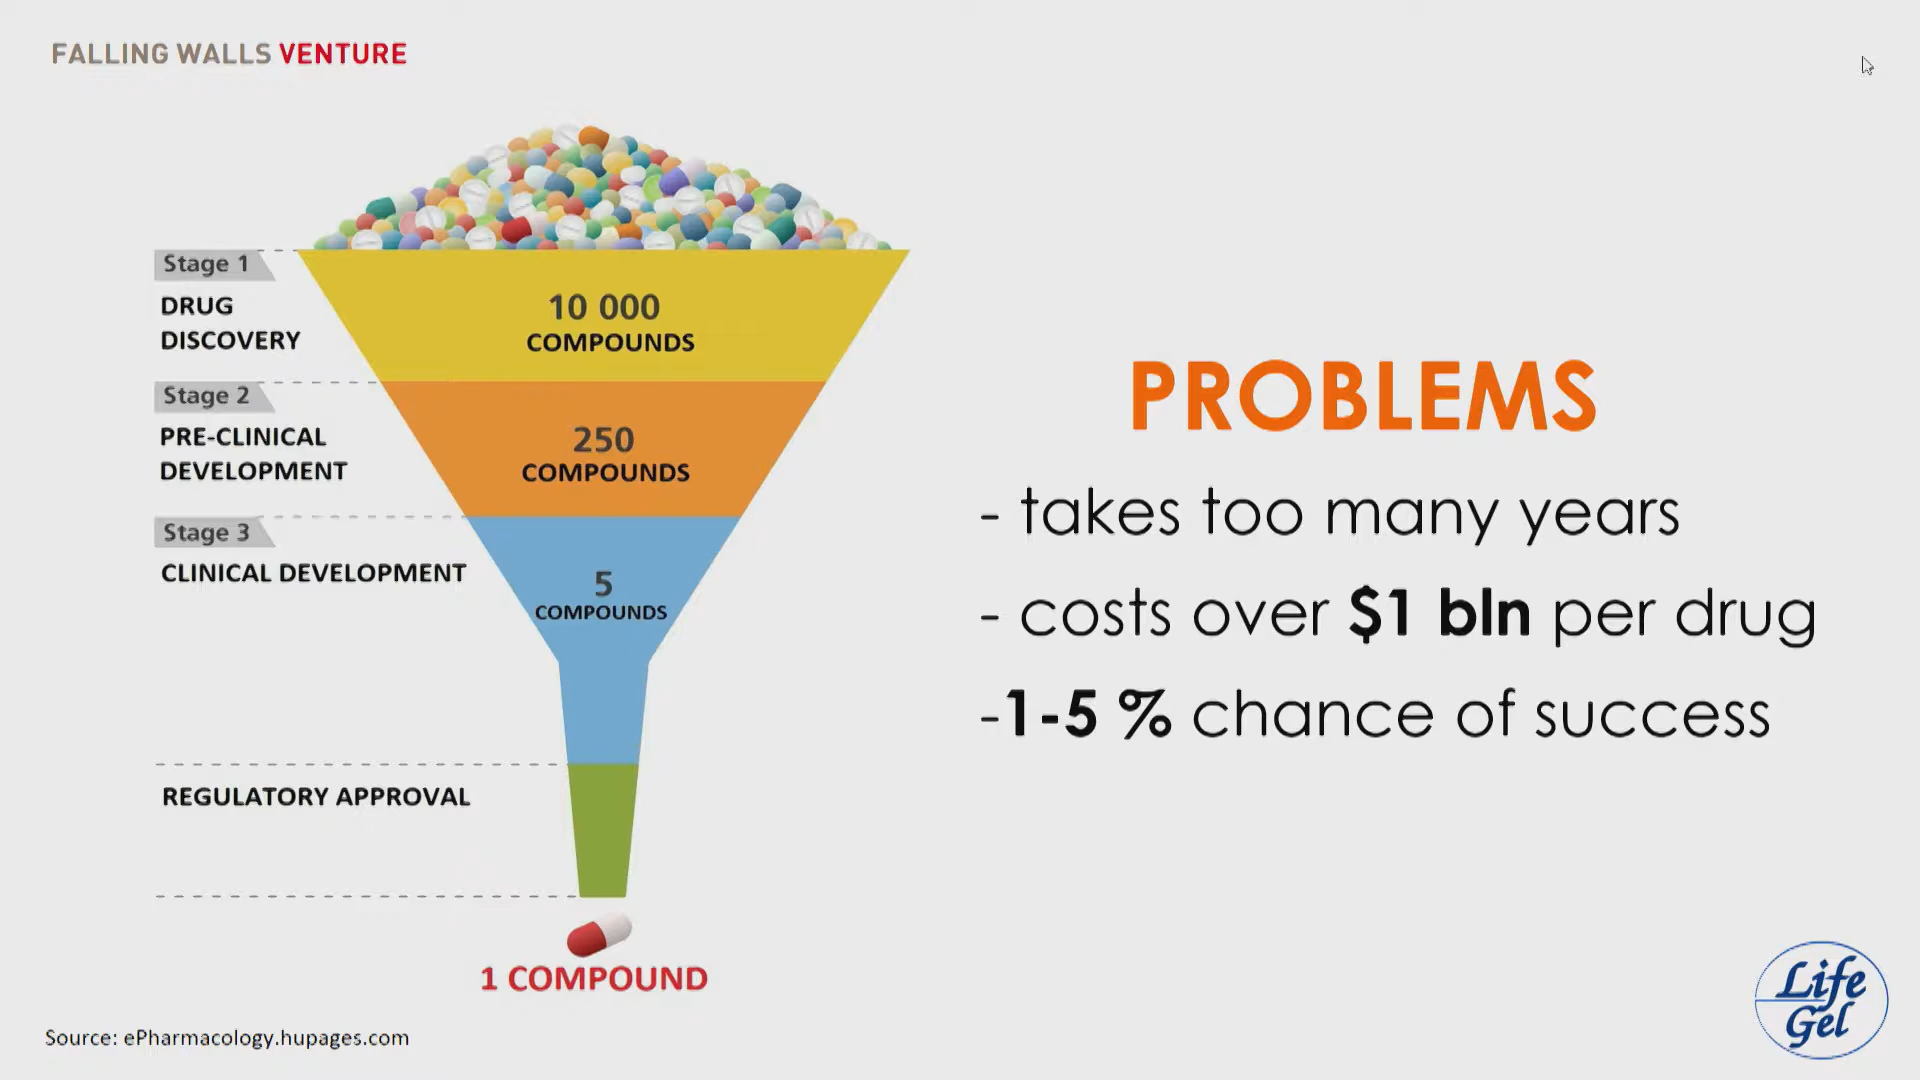 FALLING WALLS VENTURE
Stage 1
DRUG
DISCOVERY
10 000
COMPOUNDS
Stage 2
PRE-CLINICAL
DEVELOPMENT
250
COMPOUNDS
Stage 3
CLINICAL DEVELOPMENT
5
COMPOUNDS
REGULATORY APPROVAL
1 COMPOUND
Source: ePharmacology.hupages.com
PROBLEMS
- takes too many years
- costs over $1 bln per drug
-1-5 % chance of success
Life
Gel